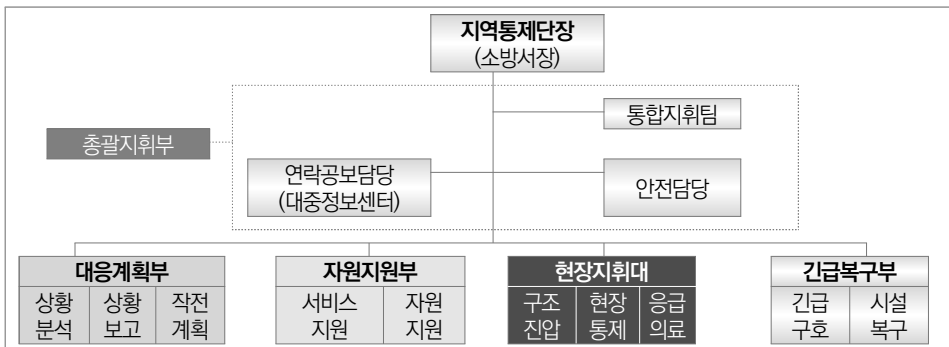 지역통제단장
(소방서장)
통합지휘팀
총괄지휘부
연락공보담당
(대중정보센터)
안전담당
대응계획부
상황 분석
상황 보고
작전 계획
자원지원부
서비스 지원
자원 지원
현장지휘대
구조 진압
현장 통제
응급 의료
긴급복구부
긴급 구호
시설 복구